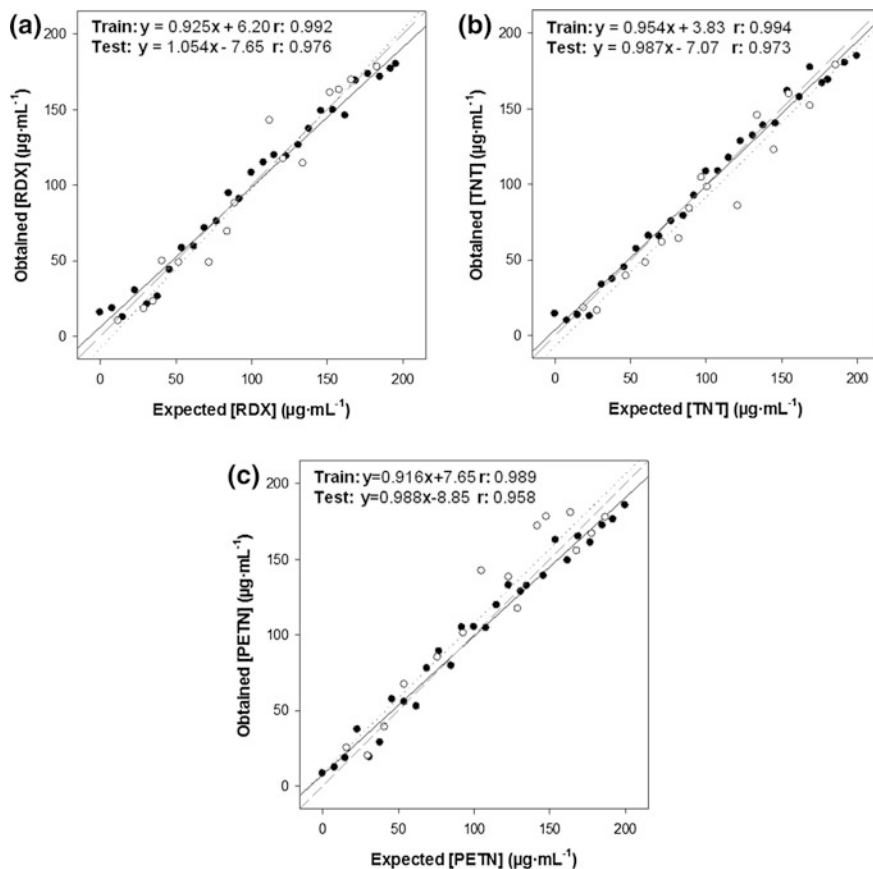 (a)
Train: y = 0.925x + 6.20 r: 0.992
Test: y = 1.054x - 7.65 r: 0.976
200
150
100
50
0
Obtained [RDX] (µg·mL⁻¹)
0 50 100 150 200
Expected [RDX] (µg·mL⁻¹)
(b)
Train: y = 0.954x + 3.83 r: 0.994
Test: y = 0.987x - 7.07 r: 0.973
200
150
100
50
0
Obtained [TNT] (µg·mL⁻¹)
0 50 100 150 200
Expected [TNT] (µg·mL⁻¹)
(c)
Train: y=0.916x+7.65 r: 0.989
Test: y=0.988x-8.85 r: 0.958
200
150
100
50
0
Obtained [PETN] (µg·mL⁻¹)
0 50 100 150 200
Expected [PETN] (µg·mL⁻¹)